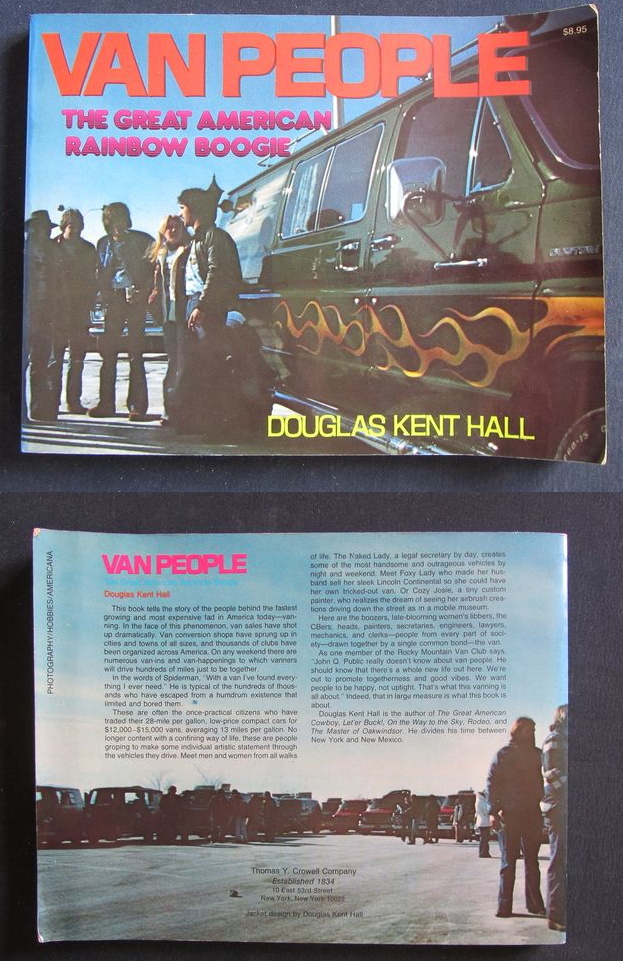 $8.95
VAN PEOPLE
THE GREAT AMERICAN
RAINBOW BOOGIE
DOUGLAS KENT HALL
PHOTOGRAPHY/HOBBIES/AMERICANA
VAN PEOPLE
The Great American Rainbow Boogie
Douglas Kent Hall
This book tells the story of the people behind the fastest
growing and most expensive fad in America today—van-
ning. In the face of this phenomenon, van sales have shot
up dramatically. Van conversion shops have sprung up in
cities and towns of all sizes, and thousands of clubs have
been organized across America. On any weekend there are
numerous van-ins and van-happenings to which vanners
will drive hundreds of miles just to be together.
In the words of Spiderman, "With a van I've found every-
thing I ever need." He is typical of the hundreds of thous-
ands who have escaped from a humdrum existence that
limited and bored them.
These are often the once-practical citizens who have
traded their 28-mile per gallon, low-price compact cars for
$12,000–$15,000 vans, averaging 13 miles per gallon. No
longer content with a confining way of life, these are people
groping to make some individual artistic statement through
the vehicles they drive. Meet men and women from all walks
of life. The Naked Lady, a legal secretary by day, creates
some of the most handsome and outrageous vehicles by
night and weekend. Meet Foxy Lady who made her hus-
band sell her sleek Lincoln Continental so she could have
her own tricked-out van. Or Cozy Josie, a tiny custom
painter, who realizes the dream of seeing her airbrush crea-
tions driving down the street as in a mobile museum.
Here are the boozers, late-blooming women's libbers, the
CBers, heads, painters, secretaries, engineers, lawyers,
mechanics, and clerks—people from every part of soci-
ety—drawn together by a single common bond—the van.
As one member of the Rocky Mountain Van Club says,
"John Q. Public really doesn't know about van people. He
should know that there's a whole new life out here. We're
out to promote togetherness and good vibes. We want
people to be happy, not uptight. That's what this vanning is
all about." Indeed, that in large measure is what this book is
about.
Douglas Kent Hall is the author of The Great American
Cowboy, Let'er Buck!, On the Way to the Sky, Rodeo, and
The Master of Oakwindsor. He divides his time between
New York and New Mexico.
Thomas Y. Crowell Company
Established 1834
10 East 53rd Street
New York, New York 10022
Jacket design by Douglas Kent Hall